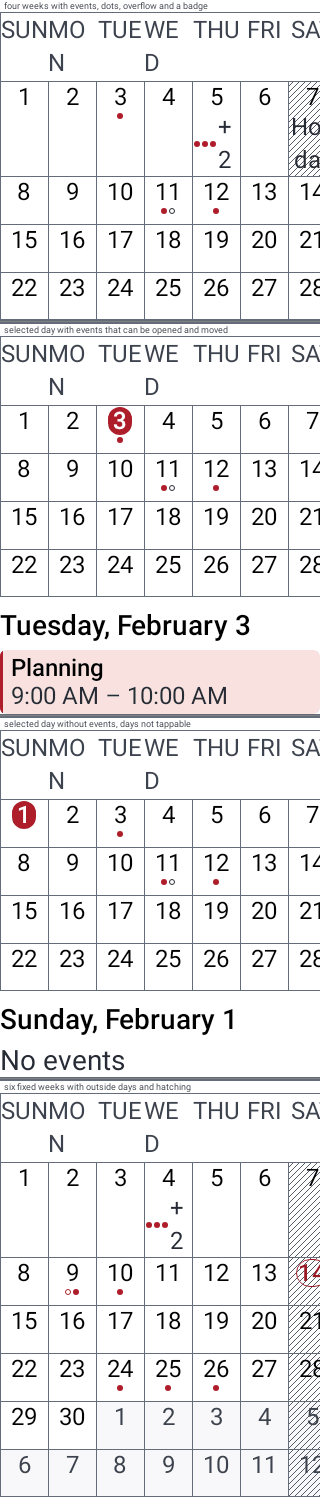 four weeks with events, dots, overflow and a badge
SUN MO TUE WE THU FRI SA
N D
1 2 3 4 5 6 7
+ Ho
2 da
8 9 10 11 12 13 14
15 16 17 18 19 20 21
22 23 24 25 26 27 28
selected day with events that can be opened and moved
SUN MO TUE WE THU FRI SA
N D
1 2 3 4 5 6 7
8 9 10 11 12 13 14
15 16 17 18 19 20 21
22 23 24 25 26 27 28
Tuesday, February 3
Planning
9:00 AM – 10:00 AM
selected day without events, days not tappable
SUN MO TUE WE THU FRI SA
N D
1 2 3 4 5 6 7
8 9 10 11 12 13 14
15 16 17 18 19 20 21
22 23 24 25 26 27 28
Sunday, February 1
No events
six fixed weeks with outside days and hatching
SUN MO TUE WE THU FRI SA
N D
1 2 3 4 5 6 7
+
2
8 9 10 11 12 13 14
15 16 17 18 19 20 21
22 23 24 25 26 27 28
29 30 1 2 3 4 5
6 7 8 9 10 11 12